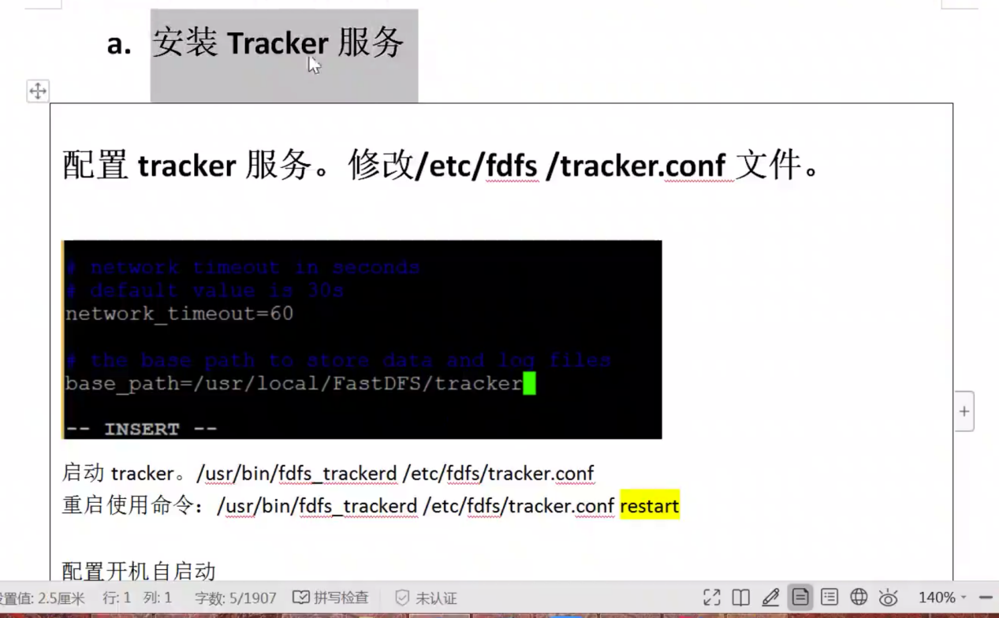 a. 安装 Tracker 服务
配置 tracker 服务。修改/etc/fdfs /tracker.conf 文件。
# network timeout in seconds
# default value is 30s
network_timeout=60
# the base path to store data and log files
base_path=/usr/local/FastDFS/tracker
-- INSERT --
启动 tracker。/usr/bin/fdfs_trackerd /etc/fdfs/tracker.conf
重启使用命令：/usr/bin/fdfs_trackerd /etc/fdfs/tracker.conf restart
配置开机自启动
设置值: 2.5厘米 行: 1 列: 1 字数: 5/1907 拼写检查 未认证 140%